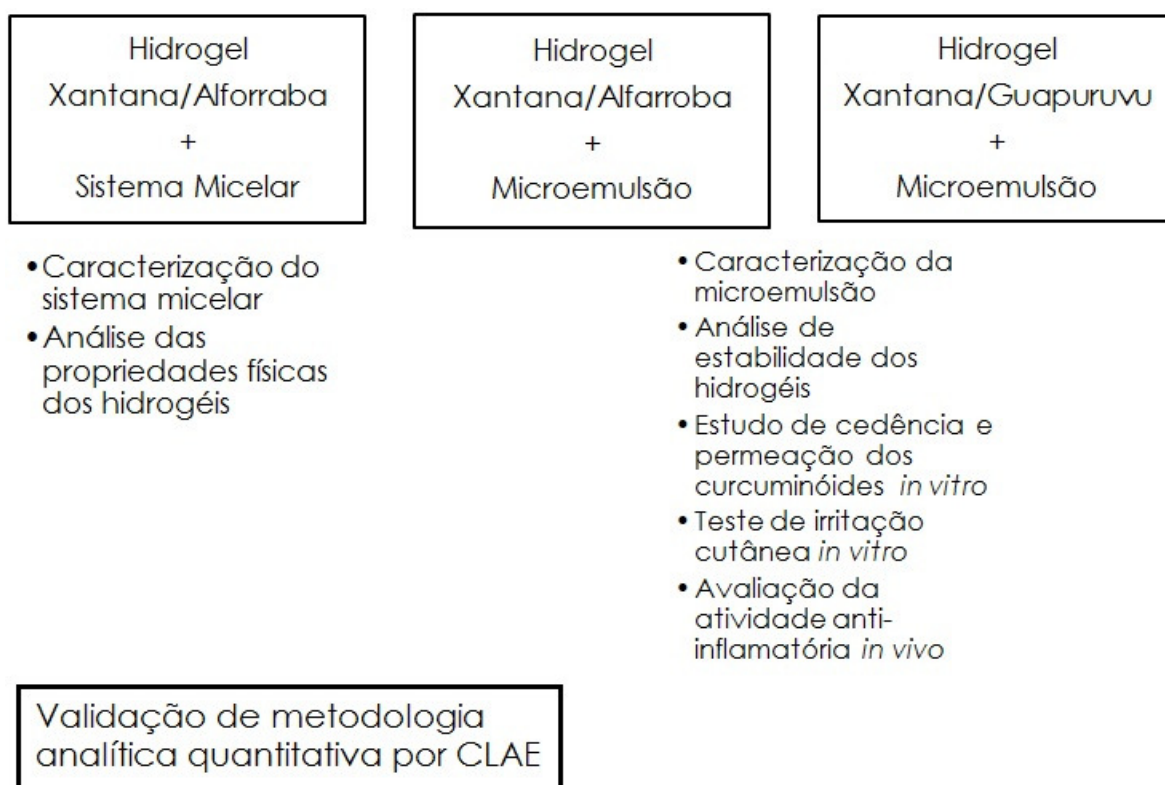 Hidrogel
Xantana/Alforraba
+
Sistema Micelar
Hidrogel
Xantana/Alfarroba
+
Microemulsão
Hidrogel
Xantana/Guapuruvu
+
Microemulsão
•Caracterização do
sistema micelar
•Análise das
propriedades físicas
dos hidrogéis
•Caracterização da
microemulsão
•Análise de
estabilidade dos
hidrogéis
•Estudo de cedência e
permeação dos
curcuminóides in vitro
•Teste de irritação
cutânea in vitro
•Avaliação da
atividade anti-
inflamatória in vivo
Validação de metodologia
analítica quantitativa por CLAE